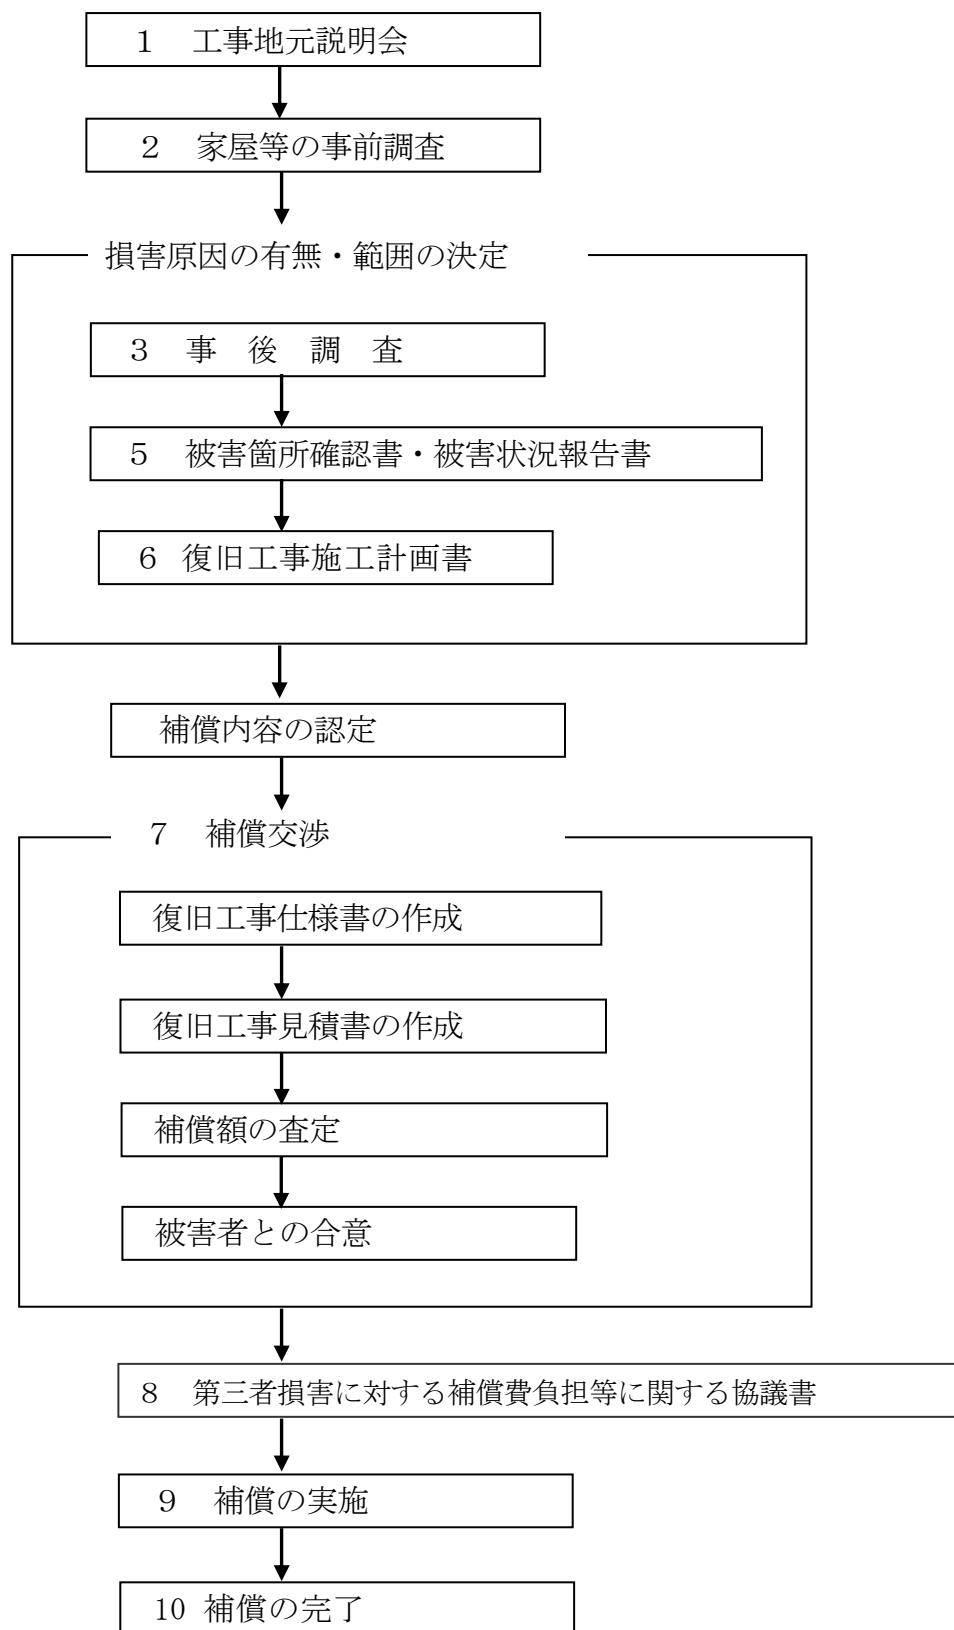 １　工事地元説明会
２　家屋等の事前調査
損害原因の有無・範囲の決定
３　事　後　調　査
５　被害箇所確認書・被害状況報告書
６ 復旧工事施工計画書
補償内容の認定
７　補償交渉
復旧工事仕様書の作成
復旧工事見積書の作成
補償額の査定
被害者との合意
８　第三者損害に対する補償費負担等に関する協議書
９　補償の実施
10 補償の完了